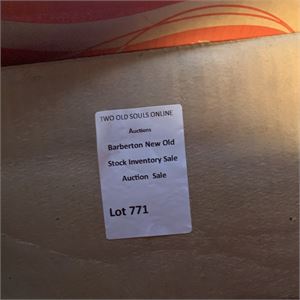 TWO OLD SOULS ONLINE
Auctions
Barberton New Old
Stock Inventory Sale
Auction Sale
Lot 771